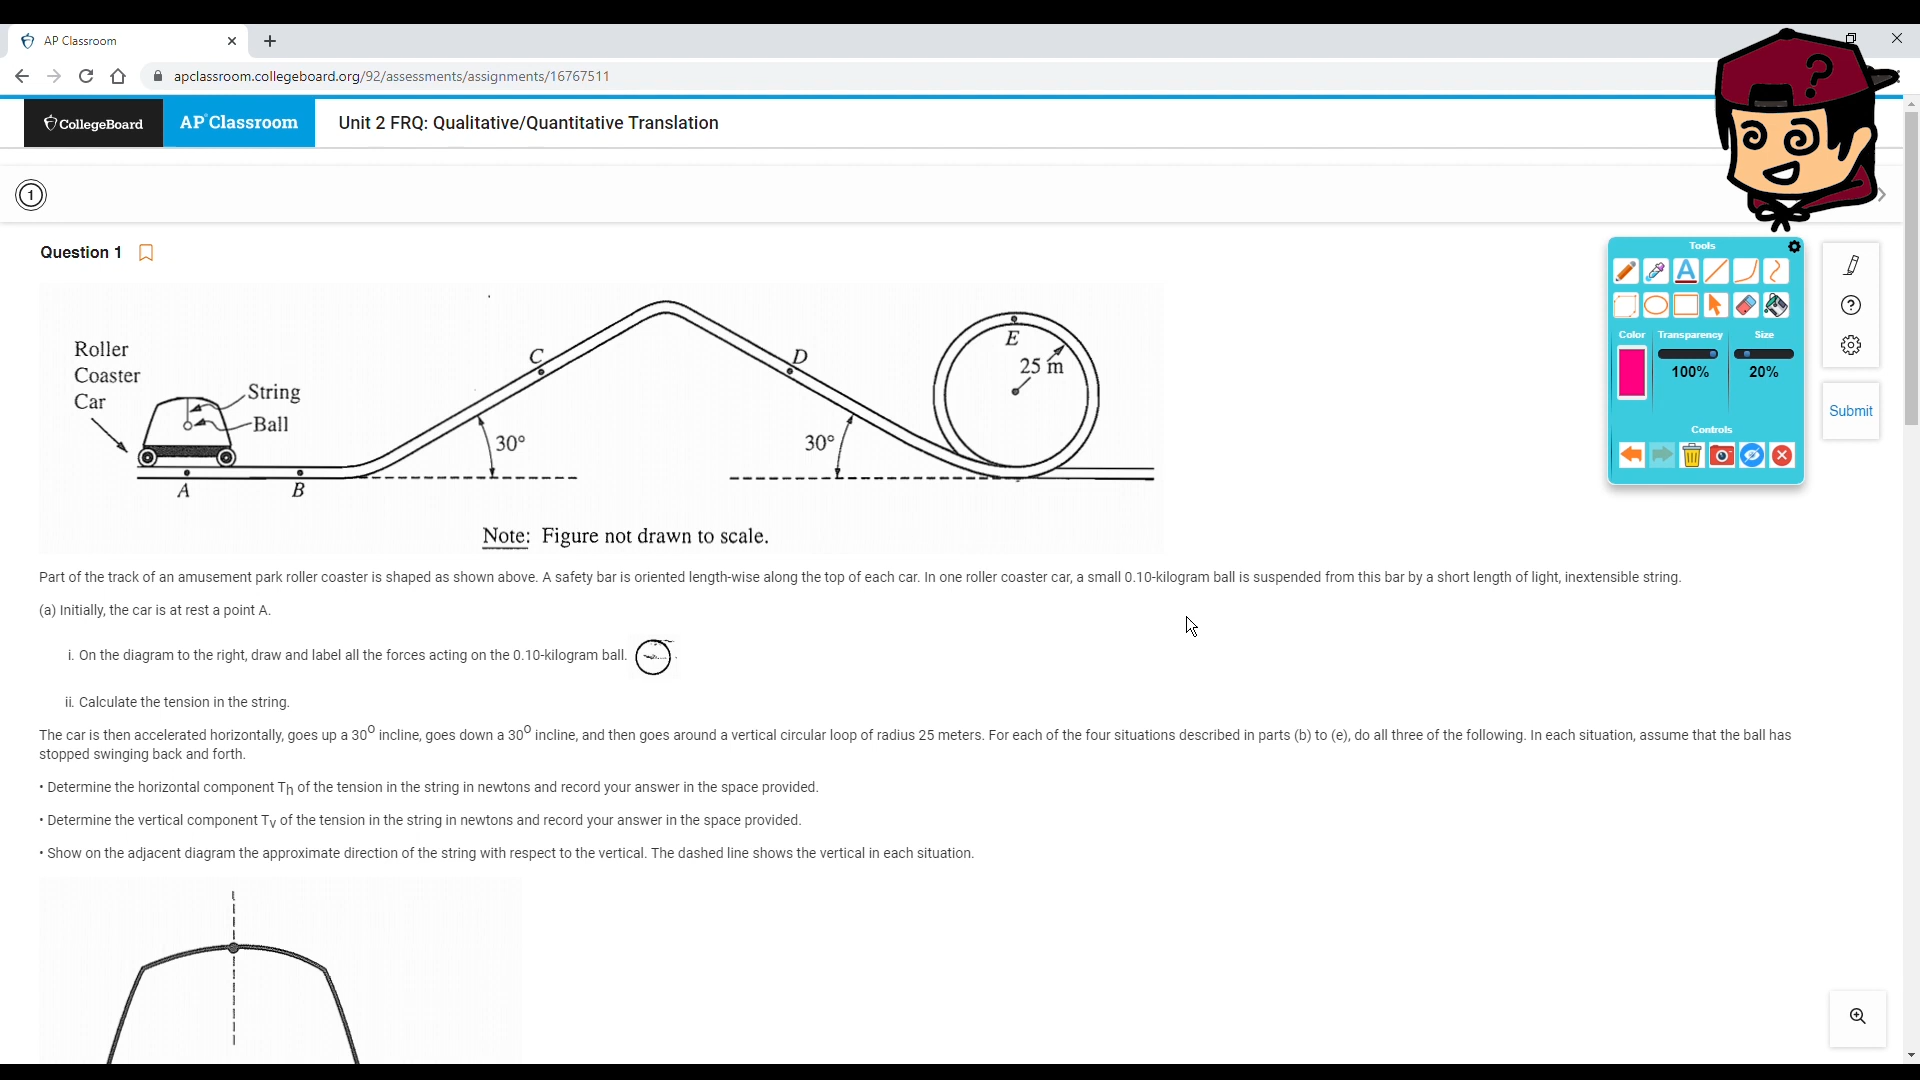 AP Classroom
apclassroom.collegeboard.org/92/assessments/assignments/16767511
CollegeBoard
AP Classroom
Unit 2 FRQ: Qualitative/Quantitative Translation
?
1
Question 1
Tools
A
Color Transparency Size
100% 20%
Controls
Submit
Roller
Coaster
Car
String
Ball
A
B
C
D
E
25 m
30°
30°
Note: Figure not drawn to scale.
Part of the track of an amusement park roller coaster is shaped as shown above. A safety bar is oriented length-wise along the top of each car. In one roller coaster car, a small 0.10-kilogram ball is suspended from this bar by a short length of light, inextensible string.
(a) Initially, the car is at rest a point A.
i. On the diagram to the right, draw and label all the forces acting on the 0.10-kilogram ball.
ii. Calculate the tension in the string.
The car is then accelerated horizontally, goes up a 30° incline, goes down a 30° incline, and then goes around a vertical circular loop of radius 25 meters. For each of the four situations described in parts (b) to (e), do all three of the following. In each situation, assume that the ball has
stopped swinging back and forth.
• Determine the horizontal component Th of the tension in the string in newtons and record your answer in the space provided.
• Determine the vertical component Tv of the tension in the string in newtons and record your answer in the space provided.
• Show on the adjacent diagram the approximate direction of the string with respect to the vertical. The dashed line shows the vertical in each situation.